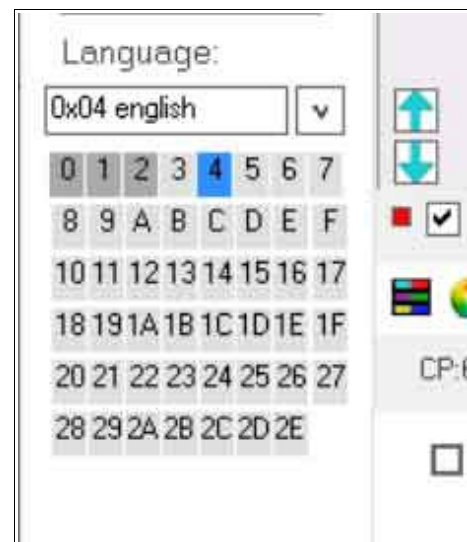 Language:
0x04 english
0 1 2 3 4 5 6 7
8 9 A B C D E F
10 11 12 13 14 15 16 17
18 19 1A 1B 1C 1D 1E 1F
20 21 22 23 24 25 26 27
CP:6
28 29 2A 2B 2C 2D 2E